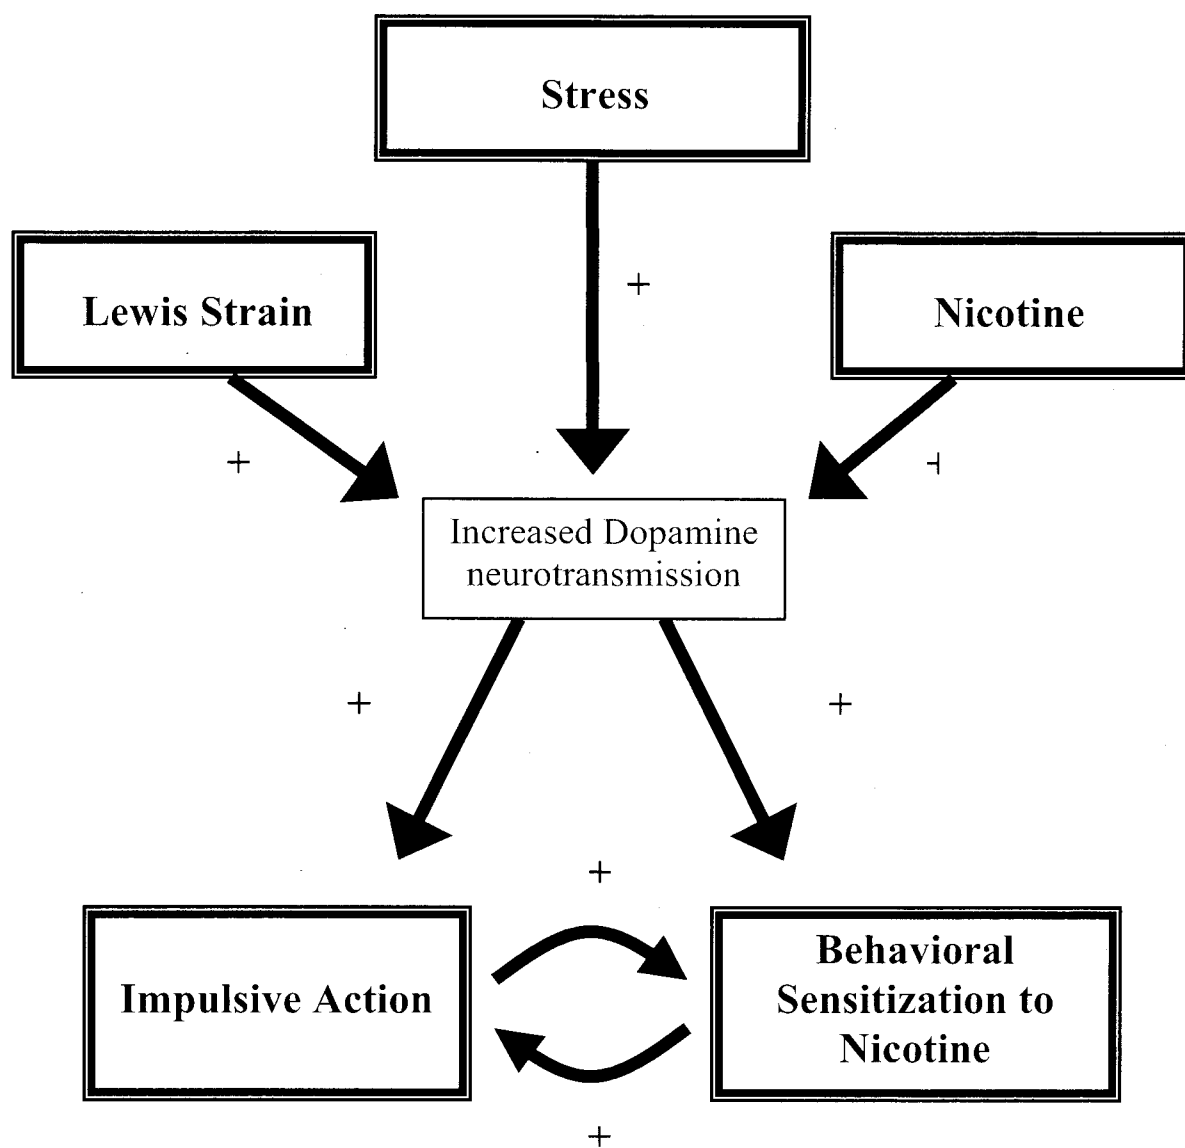 Stress
+
Lewis Strain
Nicotine
+
+
Increased Dopamine
neurotransmission
+
+
+
Impulsive Action
Behavioral
Sensitization to
Nicotine
+